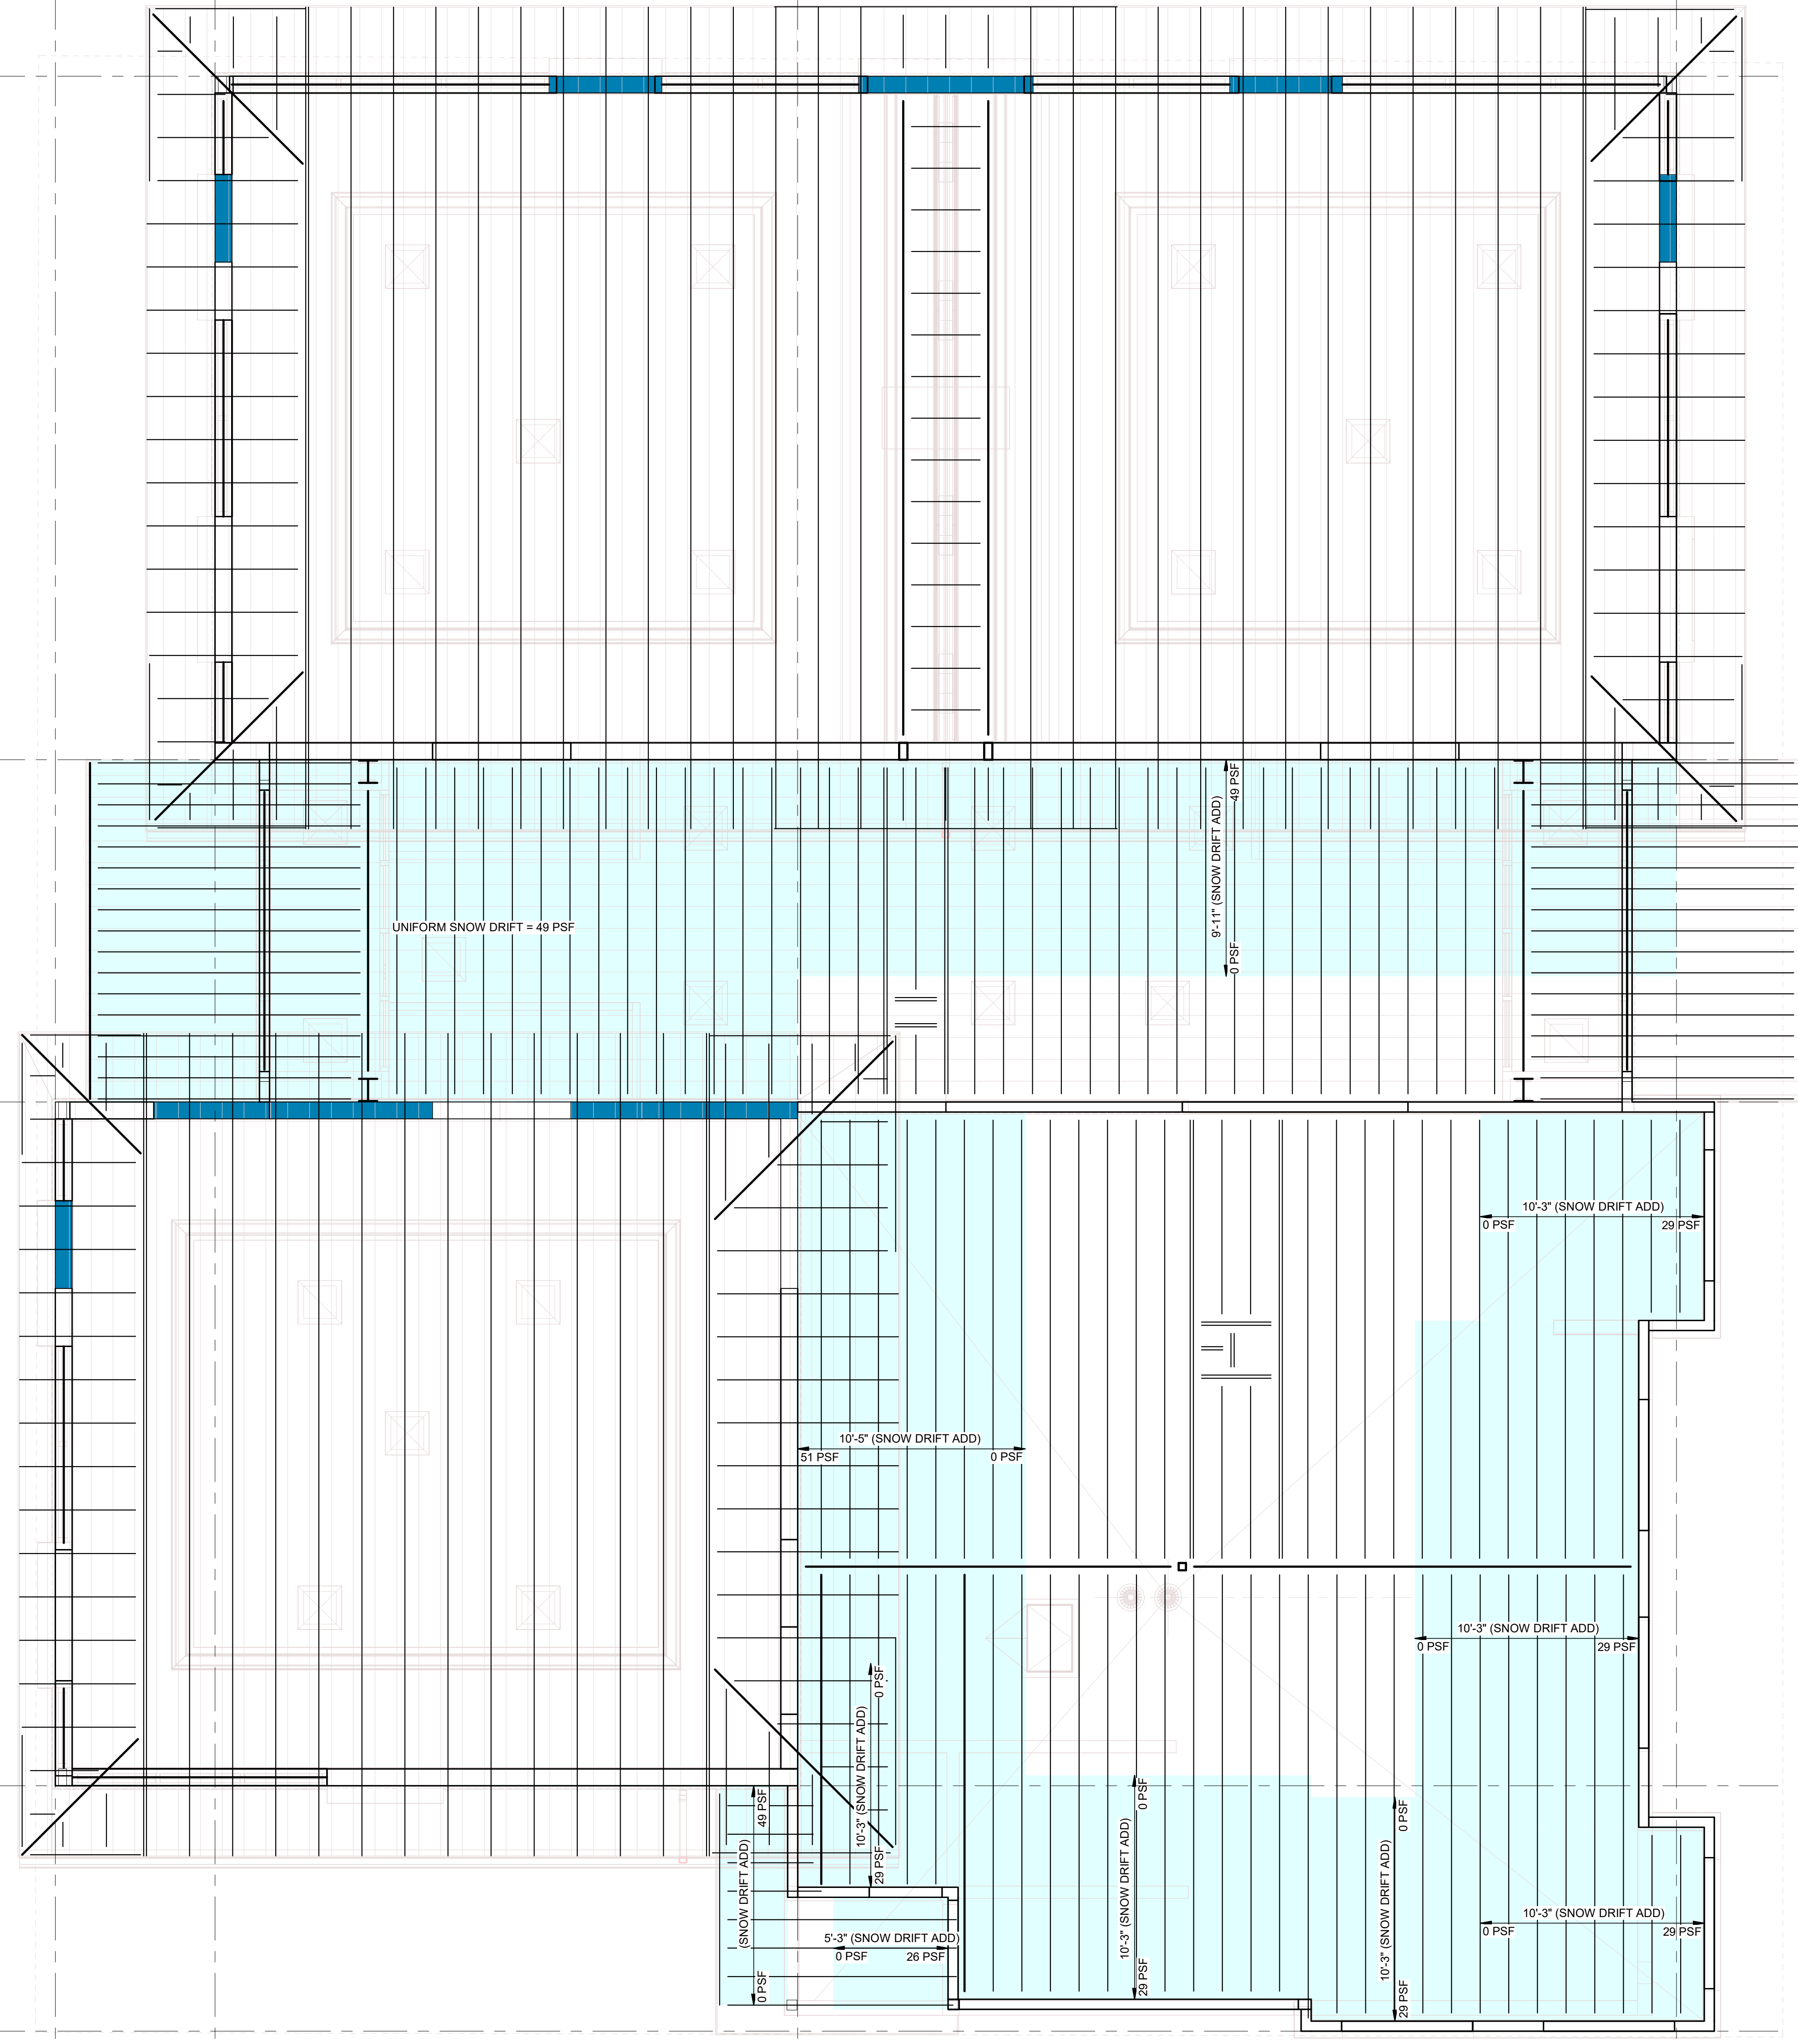 49 PSF
9'-11" (SNOW DRIFT ADD)
0 PSF
UNIFORM SNOW DRIFT = 49 PSF
10'-3" (SNOW DRIFT ADD)
0 PSF
29 PSF
10'-5" (SNOW DRIFT ADD)
51 PSF
0 PSF
10'-3" (SNOW DRIFT ADD)
0 PSF
29 PSF
0 PSF
10'-3" (SNOW DRIFT ADD)
29 PSF
49 PSF
(SNOW DRIFT ADD)
0 PSF
0 PSF
10'-3" (SNOW DRIFT ADD)
29 PSF
0 PSF
10'-3" (SNOW DRIFT ADD)
29 PSF
10'-3" (SNOW DRIFT ADD)
0 PSF
29 PSF
5'-3" (SNOW DRIFT ADD)
0 PSF
26 PSF